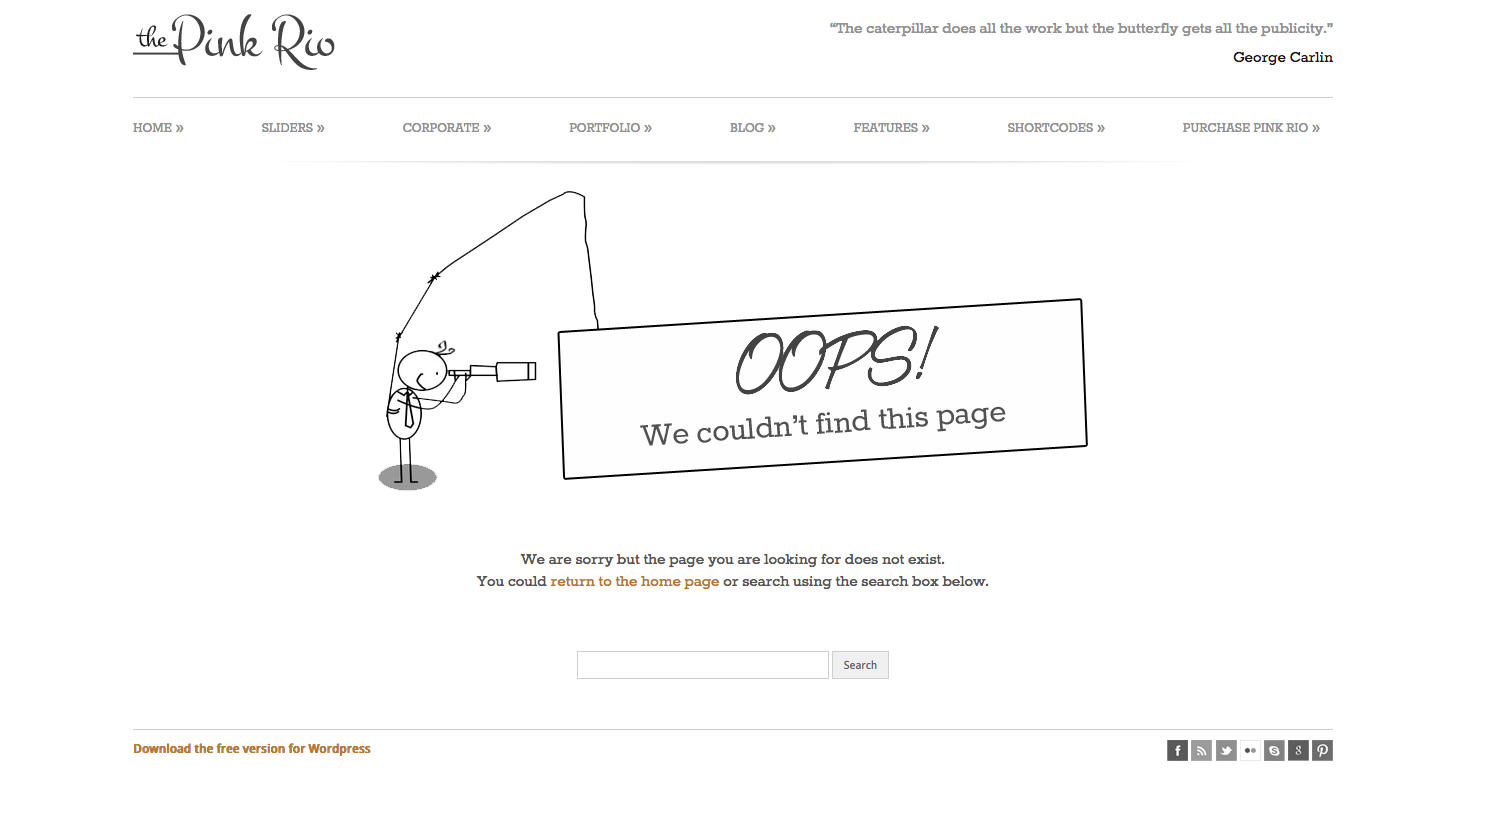 the Pink Rio
“The caterpillar does all the work but the butterfly gets all the publicity.”
George Carlin
HOME » SLIDERS » CORPORATE » PORTFOLIO » BLOG » FEATURES » SHORTCODES » PURCHASE PINK RIO »
OOPS!
We couldn't find this page
We are sorry but the page you are looking for does not exist.
You could return to the home page or search using the search box below.
Search
Download the free version for Wordpress